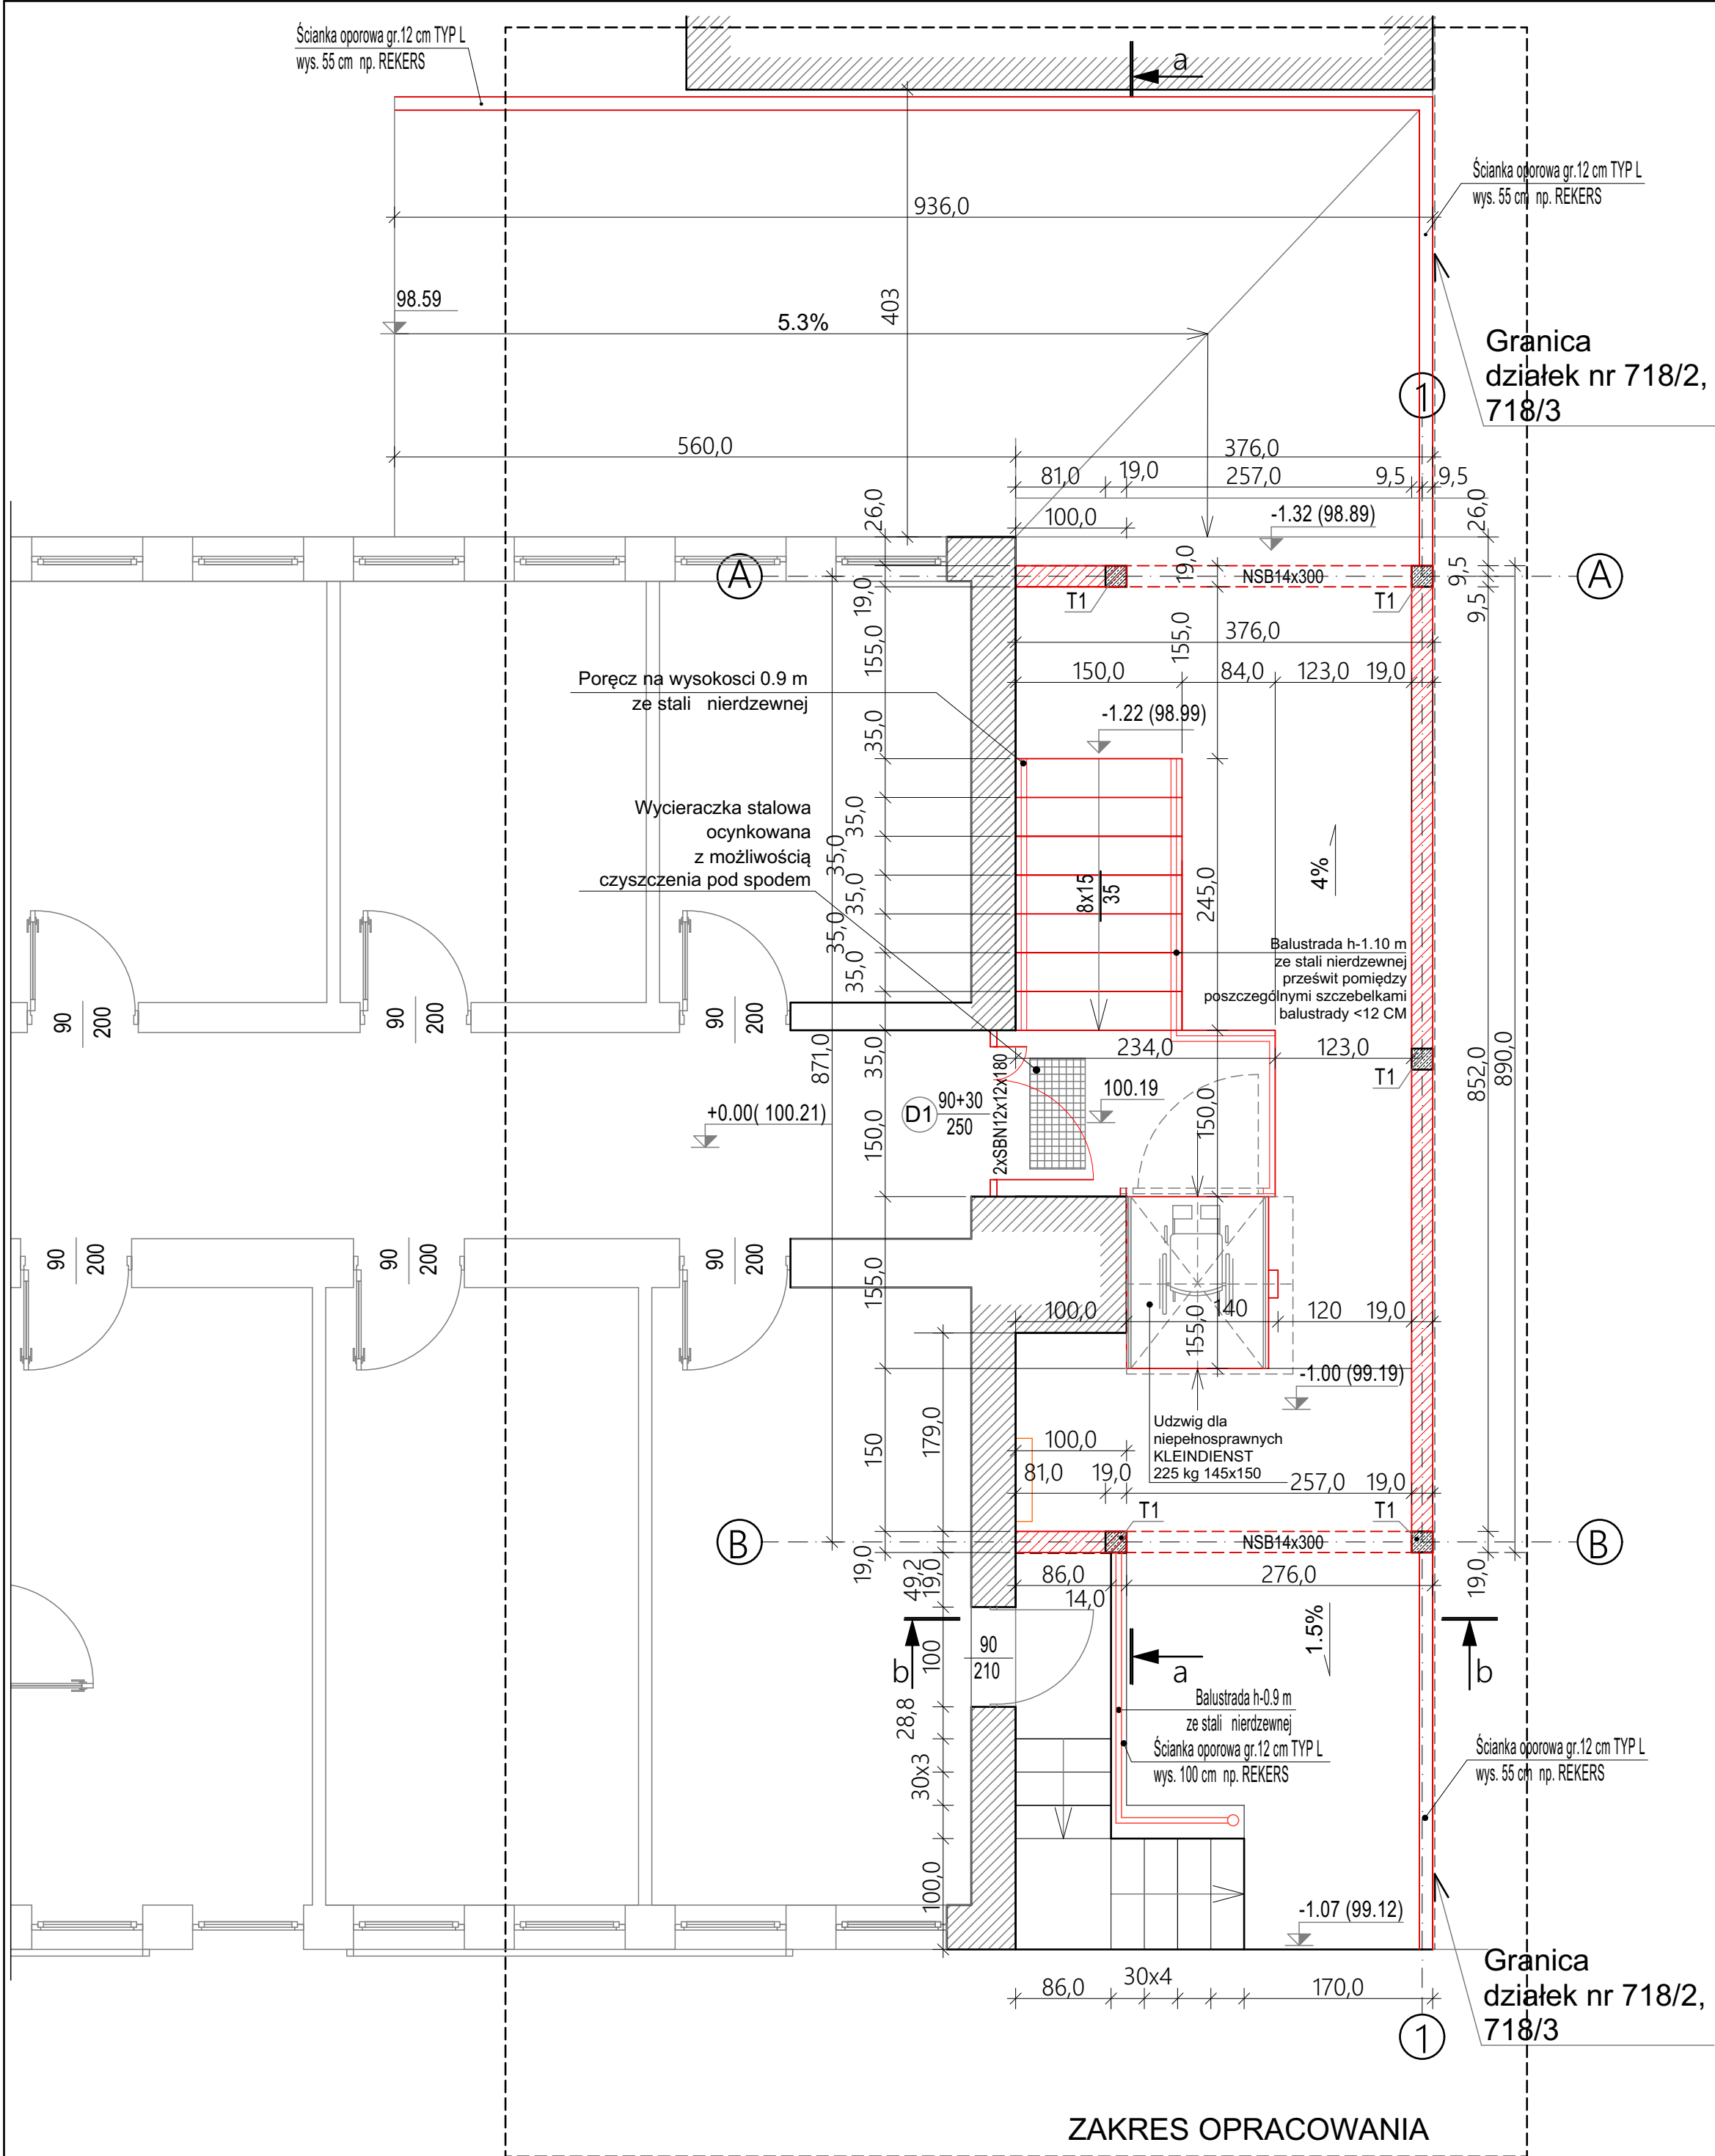 Ścianka oporowa gr.12 cm TYP L
wys. 55 cm np. REKERS
a
Ścianka oporowa gr.12 cm TYP L
wys. 55 cm np. REKERS
936,0
98.59
5.3%
403
Granica
działek nr 718/2,
718/3
1
560,0
376,0
81,0
19,0
257,0
9,5
9,5
26,0
26,0
100,0
-1.32 (98.89)
A
19,0
NSB14x300
9,5
A
T1
T1
19,0
9,5
155,0
155,0
376,0
Poręcz na wysokosci 0.9 m
ze stali nierdzewnej
150,0
84,0
123,0
19,0
35,0
-1.22 (98.99)
Wycieraczka stalowa
ocynkowana
z możliwością
czyszczenia pod spodem
35,0
35,0
35,0
35,0
35,0
8x15
35
245,0
4%
Balustrada h-1.10 m
ze stali nierdzewnej
prześwit pomiędzy
poszczególnymi szczebelkami
balustrady <12 CM
90
200
90
200
90
200
871,0
35,0
234,0
123,0
T1
852,0
890,0
+0.00( 100.21)
D1
90+30
250
2xSBN12x12x180
100.19
150,0
150,0
90
200
90
200
90
200
155,0
100,0
155,0
140
120
19,0
-1.00 (99.19)
Udzwig dla
niepełnosprawnych
KLEINDIENST
225 kg 145x150
150
179,0
100,0
81,0
19,0
257,0
19,0
T1
T1
B
NSB14x300
B
19,0
49,2
19,0
86,0
14,0
276,0
19,0
1.5%
b
100
90
210
a
b
28,8
Balustrada h-0.9 m
ze stali nierdzewnej
Ścianka oporowa gr.12 cm TYP L
wys. 100 cm np. REKERS
Ścianka oporowa gr.12 cm TYP L
wys. 55 cm np. REKERS
30x3
100,0
-1.07 (99.12)
Granica
działek nr 718/2,
718/3
86,0
30x4
170,0
1
ZAKRES OPRACOWANIA